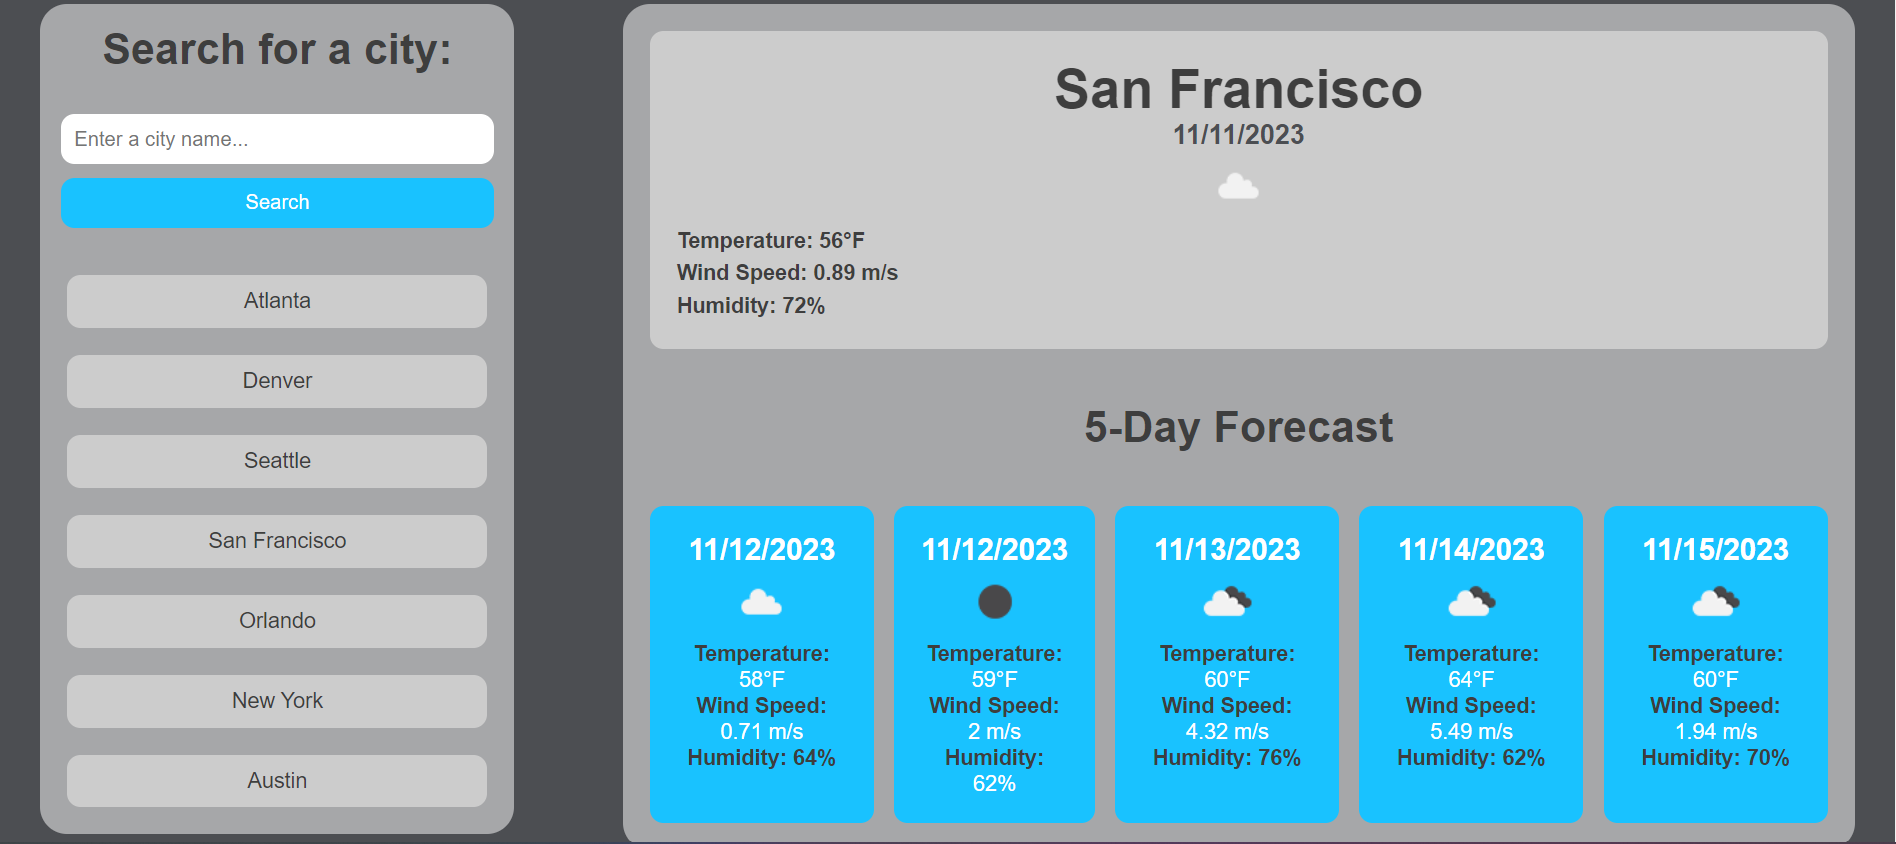 Search for a city:
Enter a city name...
Search
Atlanta
Denver
Seattle
San Francisco
Orlando
New York
Austin
San Francisco
11/11/2023
Temperature: 56°F
Wind Speed: 0.89 m/s
Humidity: 72%
5-Day Forecast
11/12/2023
Temperature:
58°F
Wind Speed:
0.71 m/s
Humidity: 64%
11/12/2023
Temperature:
59°F
Wind Speed:
2 m/s
Humidity:
62%
11/13/2023
Temperature:
60°F
Wind Speed:
4.32 m/s
Humidity: 76%
11/14/2023
Temperature:
64°F
Wind Speed:
5.49 m/s
Humidity: 62%
11/15/2023
Temperature:
60°F
Wind Speed:
1.94 m/s
Humidity: 70%